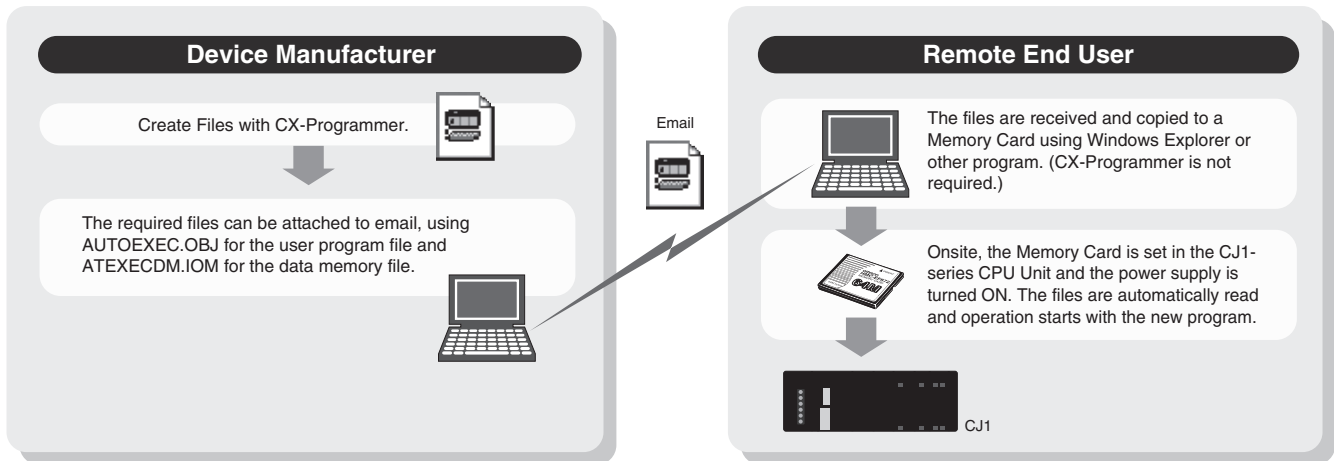 Device Manufacturer
Create Files with CX-Programmer.
The required files can be attached to email, using
AUTOEXEC.OBJ for the user program file and
ATEXECDM.IOM for the data memory file.
Email
Remote End User
The files are received and copied to a
Memory Card using Windows Explorer or
other program. (CX-Programmer is not
required.)
Onsite, the Memory Card is set in the CJ1-
series CPU Unit and the power supply is
turned ON. The files are automatically read
and operation starts with the new program.
64M
CJ1